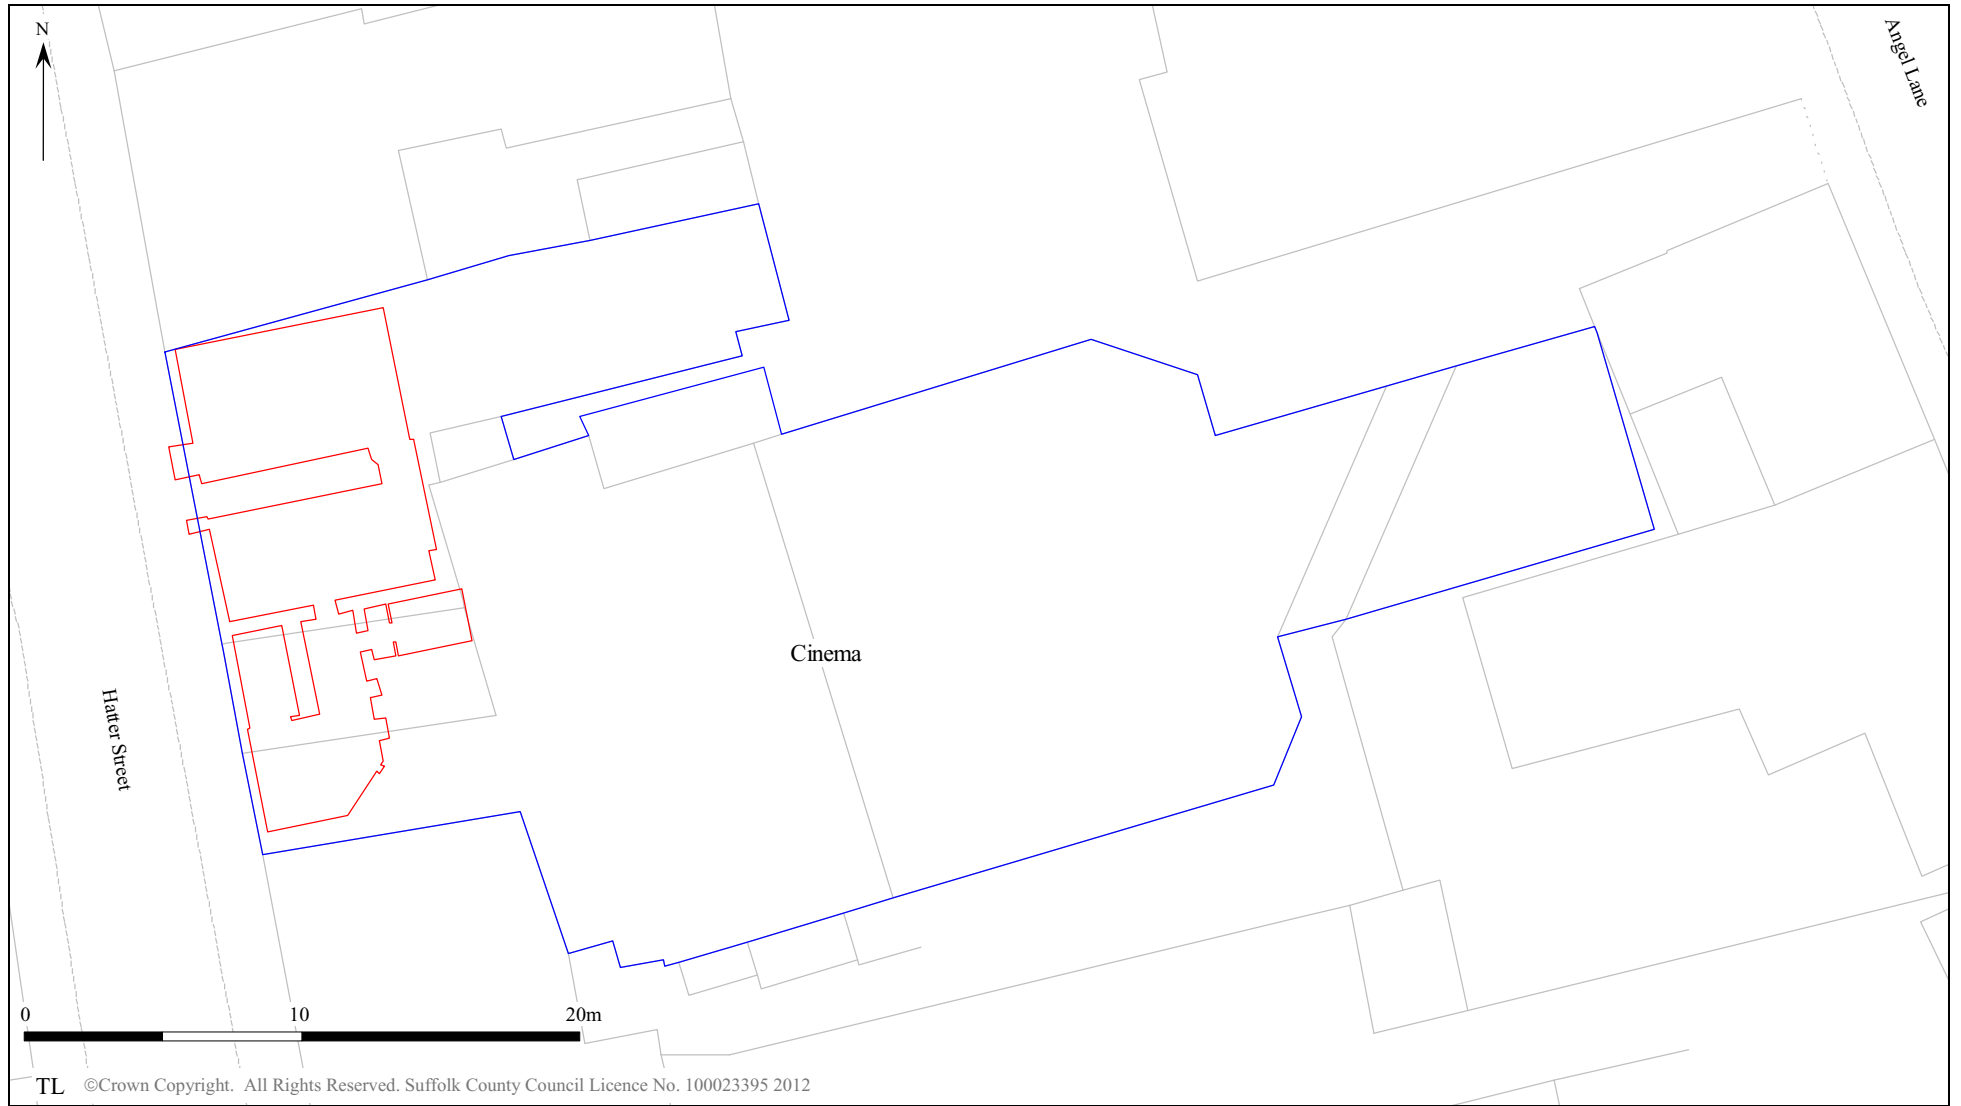 N
Angel Lane
Cinema
Hatter Street
0 10 20m
TL ©Crown Copyright. All Rights Reserved. Suffolk County Council Licence No. 100023395 2012